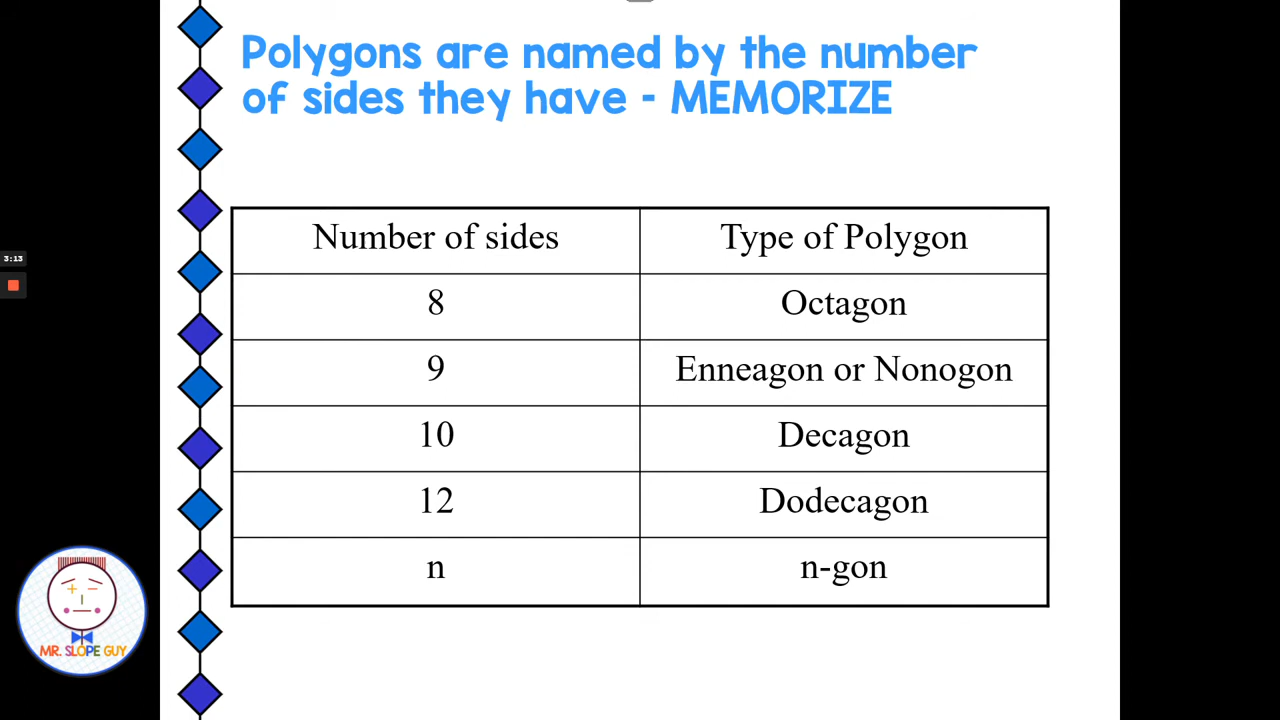 Polygons are named by the number
of sides they have - MEMORIZE
Number of sides Type of Polygon
8 Octagon
9 Enneagon or Nonogon
10 Decagon
12 Dodecagon
n n-gon
3:13
MR. SLOPE GUY